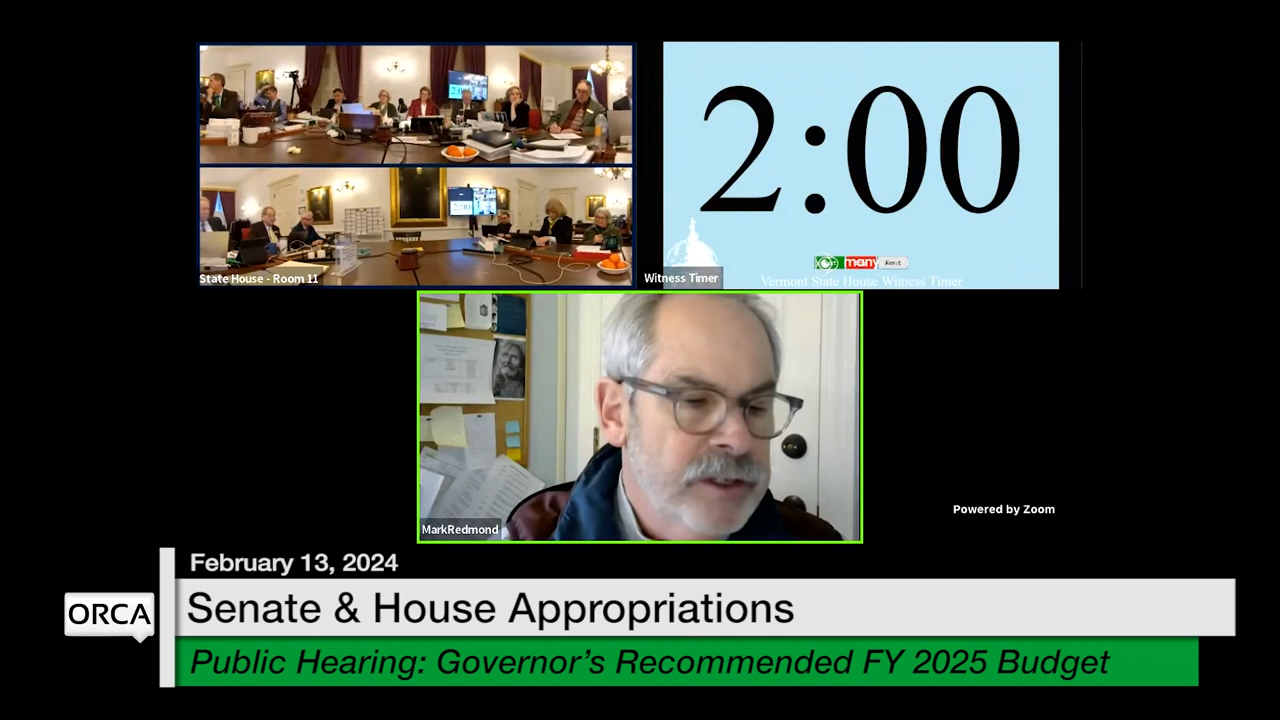 2:00
State House - Room 11
Witness Timer
many
Vermont State House Witness Timer
MarkRedmond
Powered by Zoom
February 13, 2024
ORCA
Senate & House Appropriations
Public Hearing: Governor's Recommended FY 2025 Budget